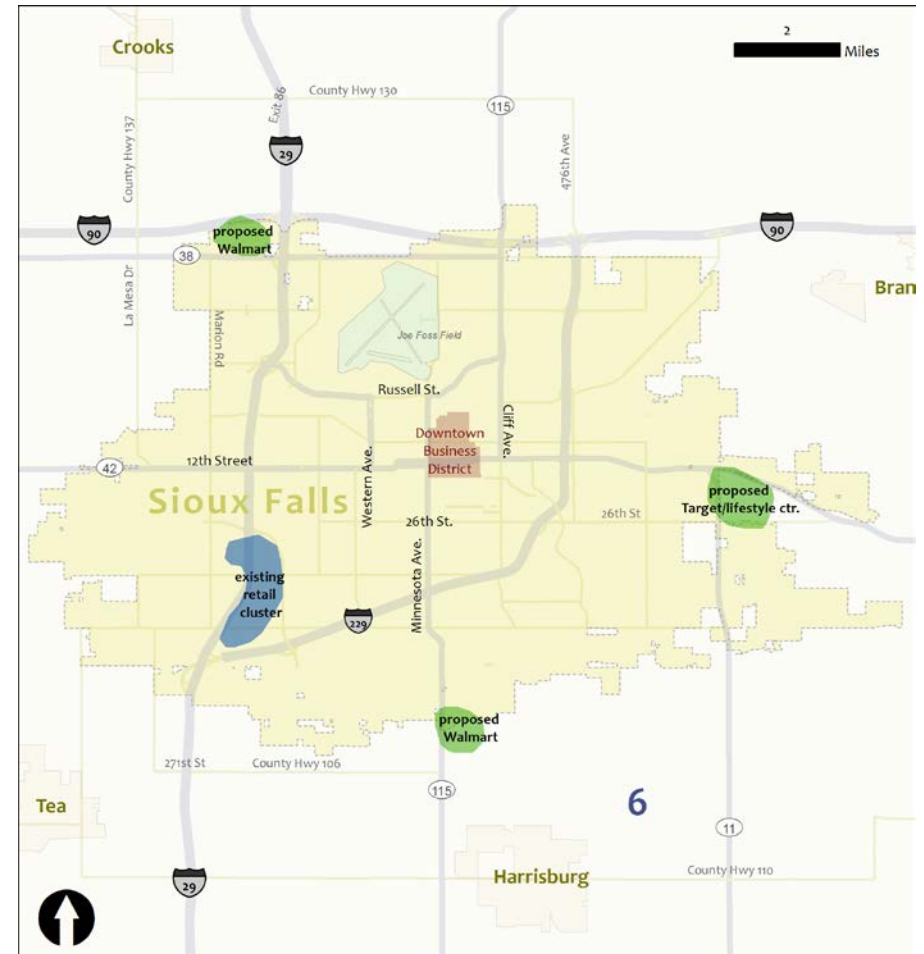 Crooks
2
Miles
County Hwy 130
Exit 86
115
County Hwy 137
29
476th Ave
90
proposed
Walmart
90
38
La Mesa Dr
Bran
Marion Rd
Joe Foss Field
Russell St.
Cliff Ave.
Downtown
Business
District
12th Street
42
Western Ave.
Sioux Falls
proposed
Target/lifestyle ctr.
26th St.
26th St
existing
retail
cluster
Minnesota Ave.
229
proposed
Walmart
271st St
County Hwy 106
115
6
Tea
11
29
Harrisburg
County Hwy 110